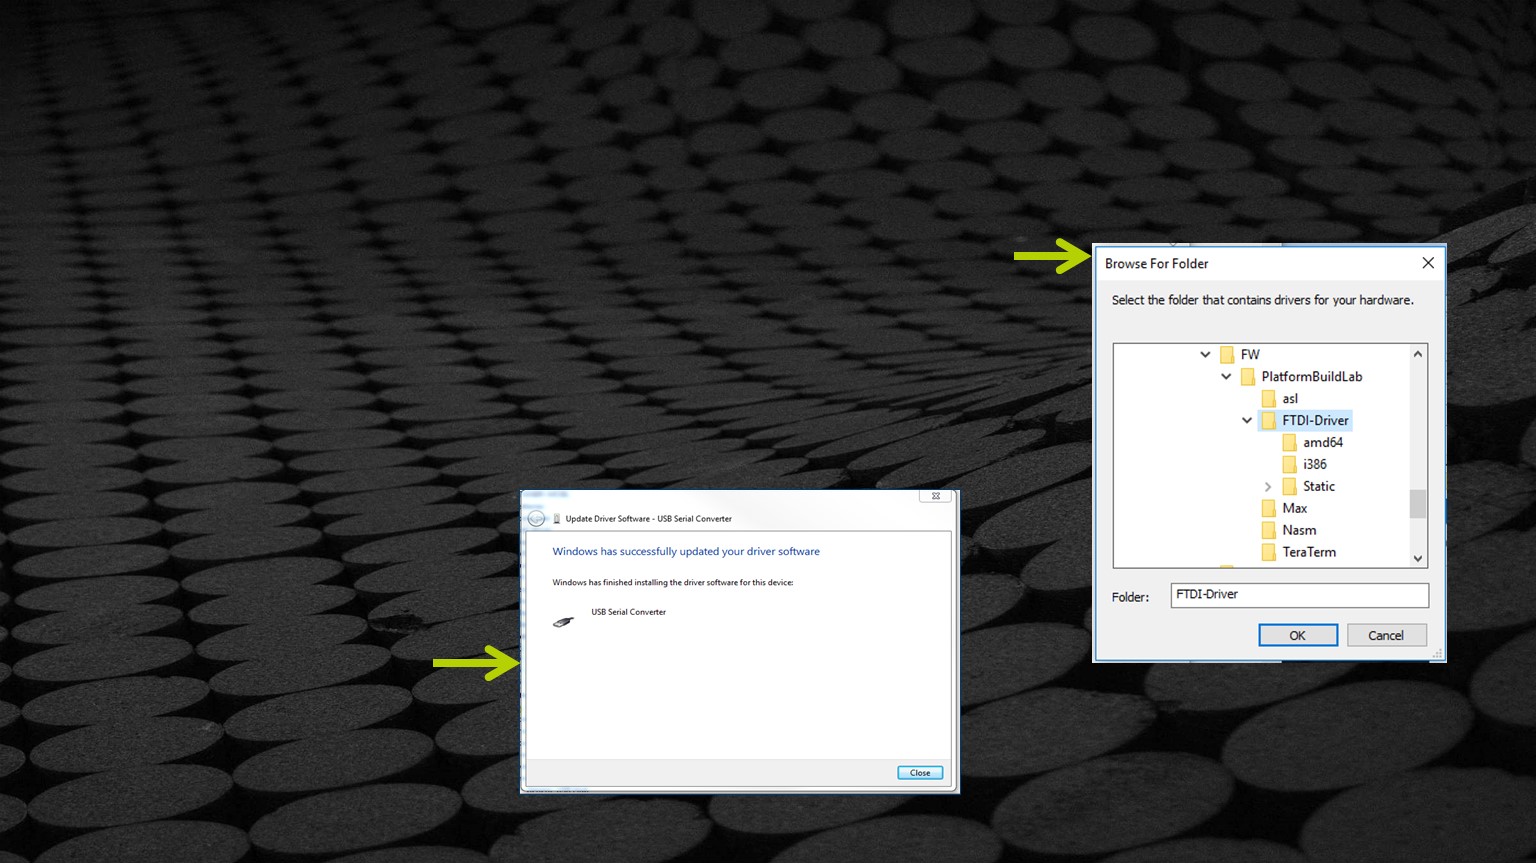 Browse For Folder
Select the folder that contains drivers for your hardware.
FW
PlatformBuildLab
asl
FTDI-Driver
amd64
i386
Static
Max
Nasm
TeraTerm
Folder: FTDI-Driver
OK Cancel
Update Driver Software - USB Serial Converter
Windows has successfully updated your driver software
Windows has finished installing the driver software for this device:
USB Serial Converter
Close